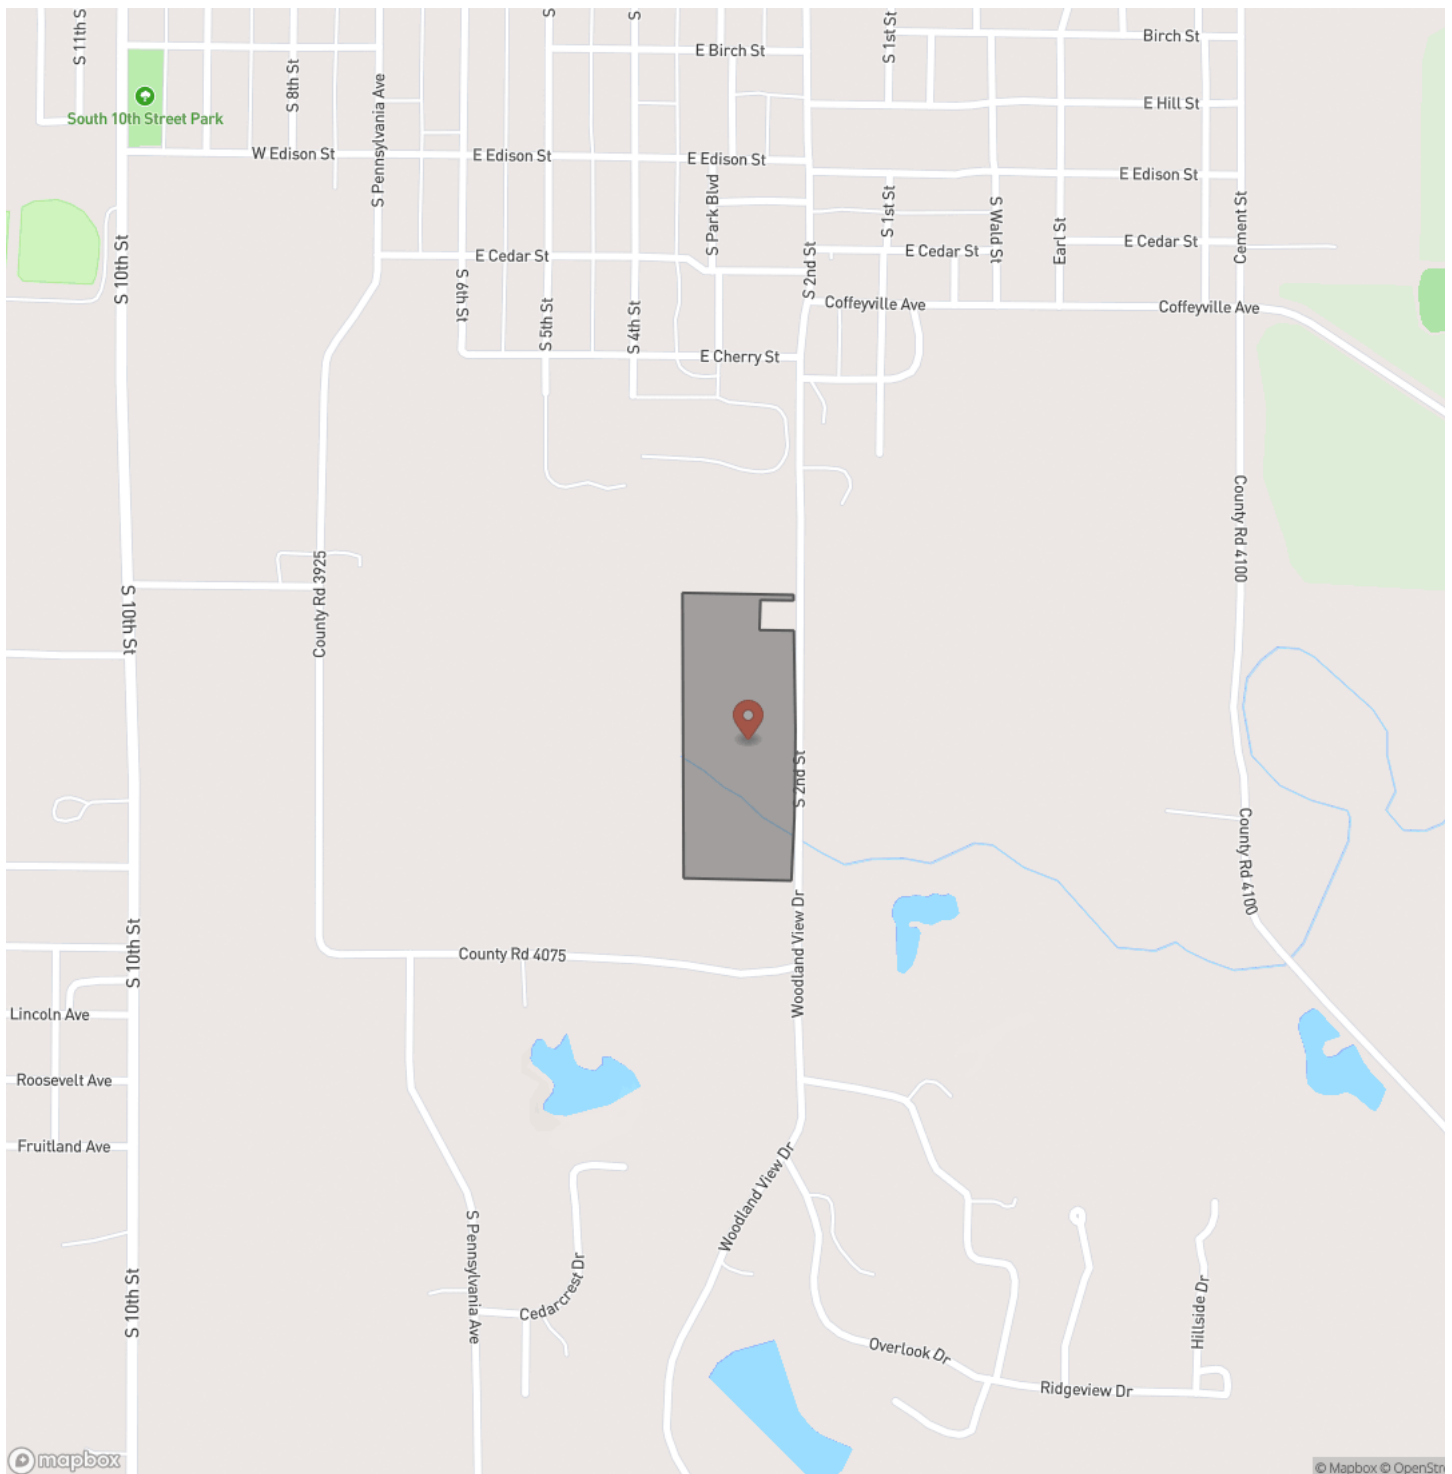 S 11th S
S
S
S 1st St
Birch St
E Birch St
S 8th St
S Pennsylvania Ave
E Hill St
South 10th Street Park
W Edison St
E Edison St
E Edison St
E Edison St
S Park Blvd
S 1st St
S Wald St
Earl St
Cement St
S 10th St
E Cedar St
E Cedar St
E Cedar St
S 2nd St
S 6th St
S 5th St
S 4th St
Coffeyville Ave
Coffeyville Ave
E Cherry St
County Rd 4100
County Rd 3925
S 10th St
S 2nd St
County Rd 4100
Woodland View Dr
S 10th St
County Rd 4075
Lincoln Ave
Roosevelt Ave
Fruitland Ave
Woodland View Dr
S Pennsylvania Ave
Cedarcrest Dr
S 10th St
Hillside Dr
Overlook Dr
Ridgeview Dr
mapbox
© Mapbox © OpenStre